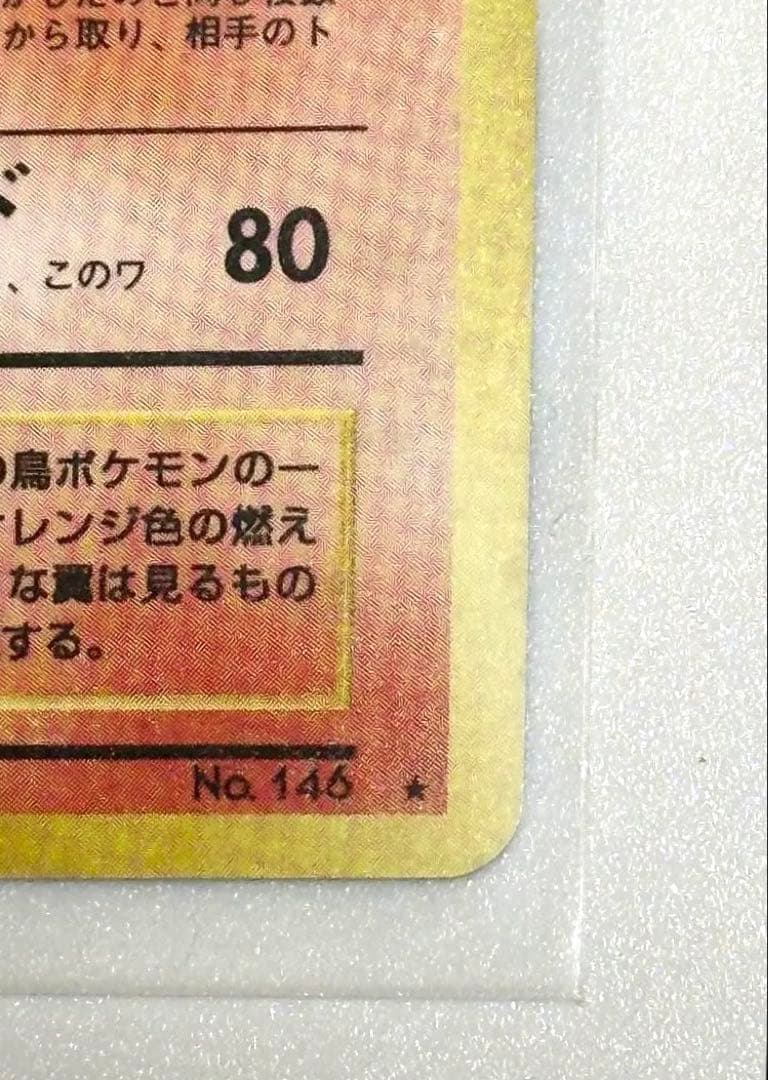 から取り、相手のト
ド
80
、このワ
鳥ポケモンの一
レンジ色の燃え
な翼は見るもの
する。
No. 146 ★